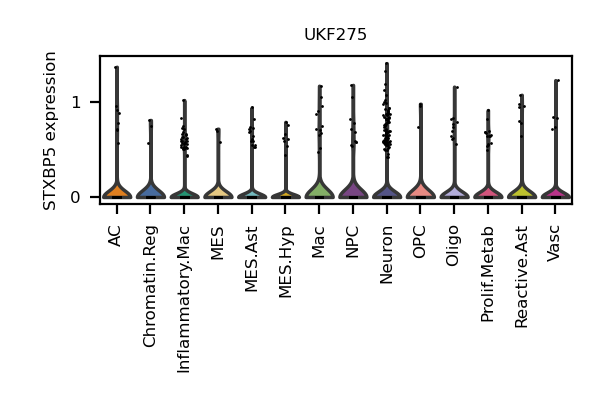 UKF275
STXBP5 expression
1
0
AC
Chromatin.Reg
Inflammatory.Mac
MES
MES.Ast
MES.Hyp
Mac
NPC
Neuron
OPC
Oligo
Prolif.Metab
Reactive.Ast
Vasc